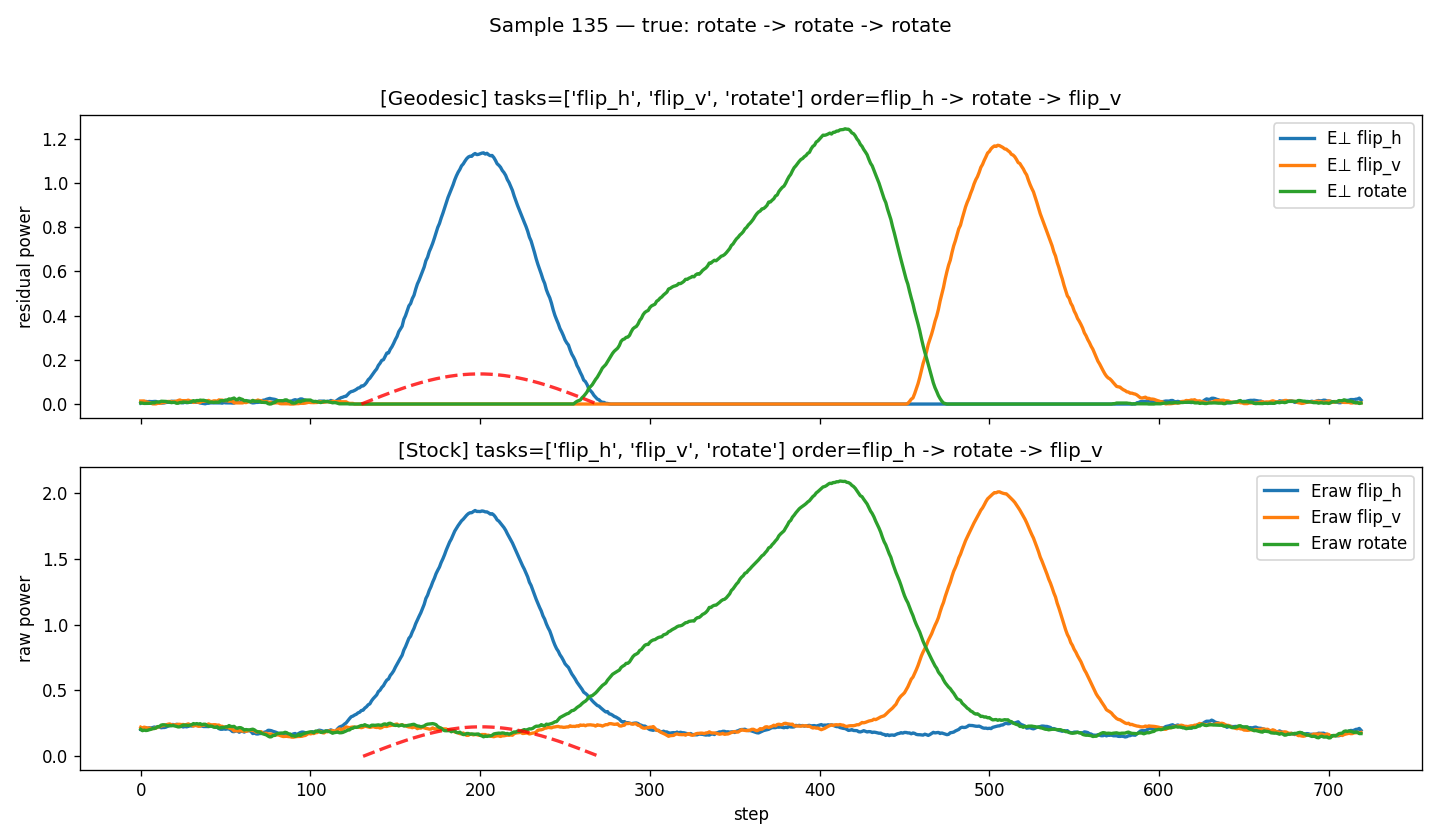 Sample 135 — true: rotate -> rotate -> rotate
[Geodesic] tasks=['flip_h', 'flip_v', 'rotate'] order=flip_h -> rotate -> flip_v
residual power
1.2
1.0
0.8
0.6
0.4
0.2
0.0
E⊥ flip_h
E⊥ flip_v
E⊥ rotate
[Stock] tasks=['flip_h', 'flip_v', 'rotate'] order=flip_h -> rotate -> flip_v
raw power
2.0
1.5
1.0
0.5
0.0
Eraw flip_h
Eraw flip_v
Eraw rotate
0 100 200 300 400 500 600 700
step